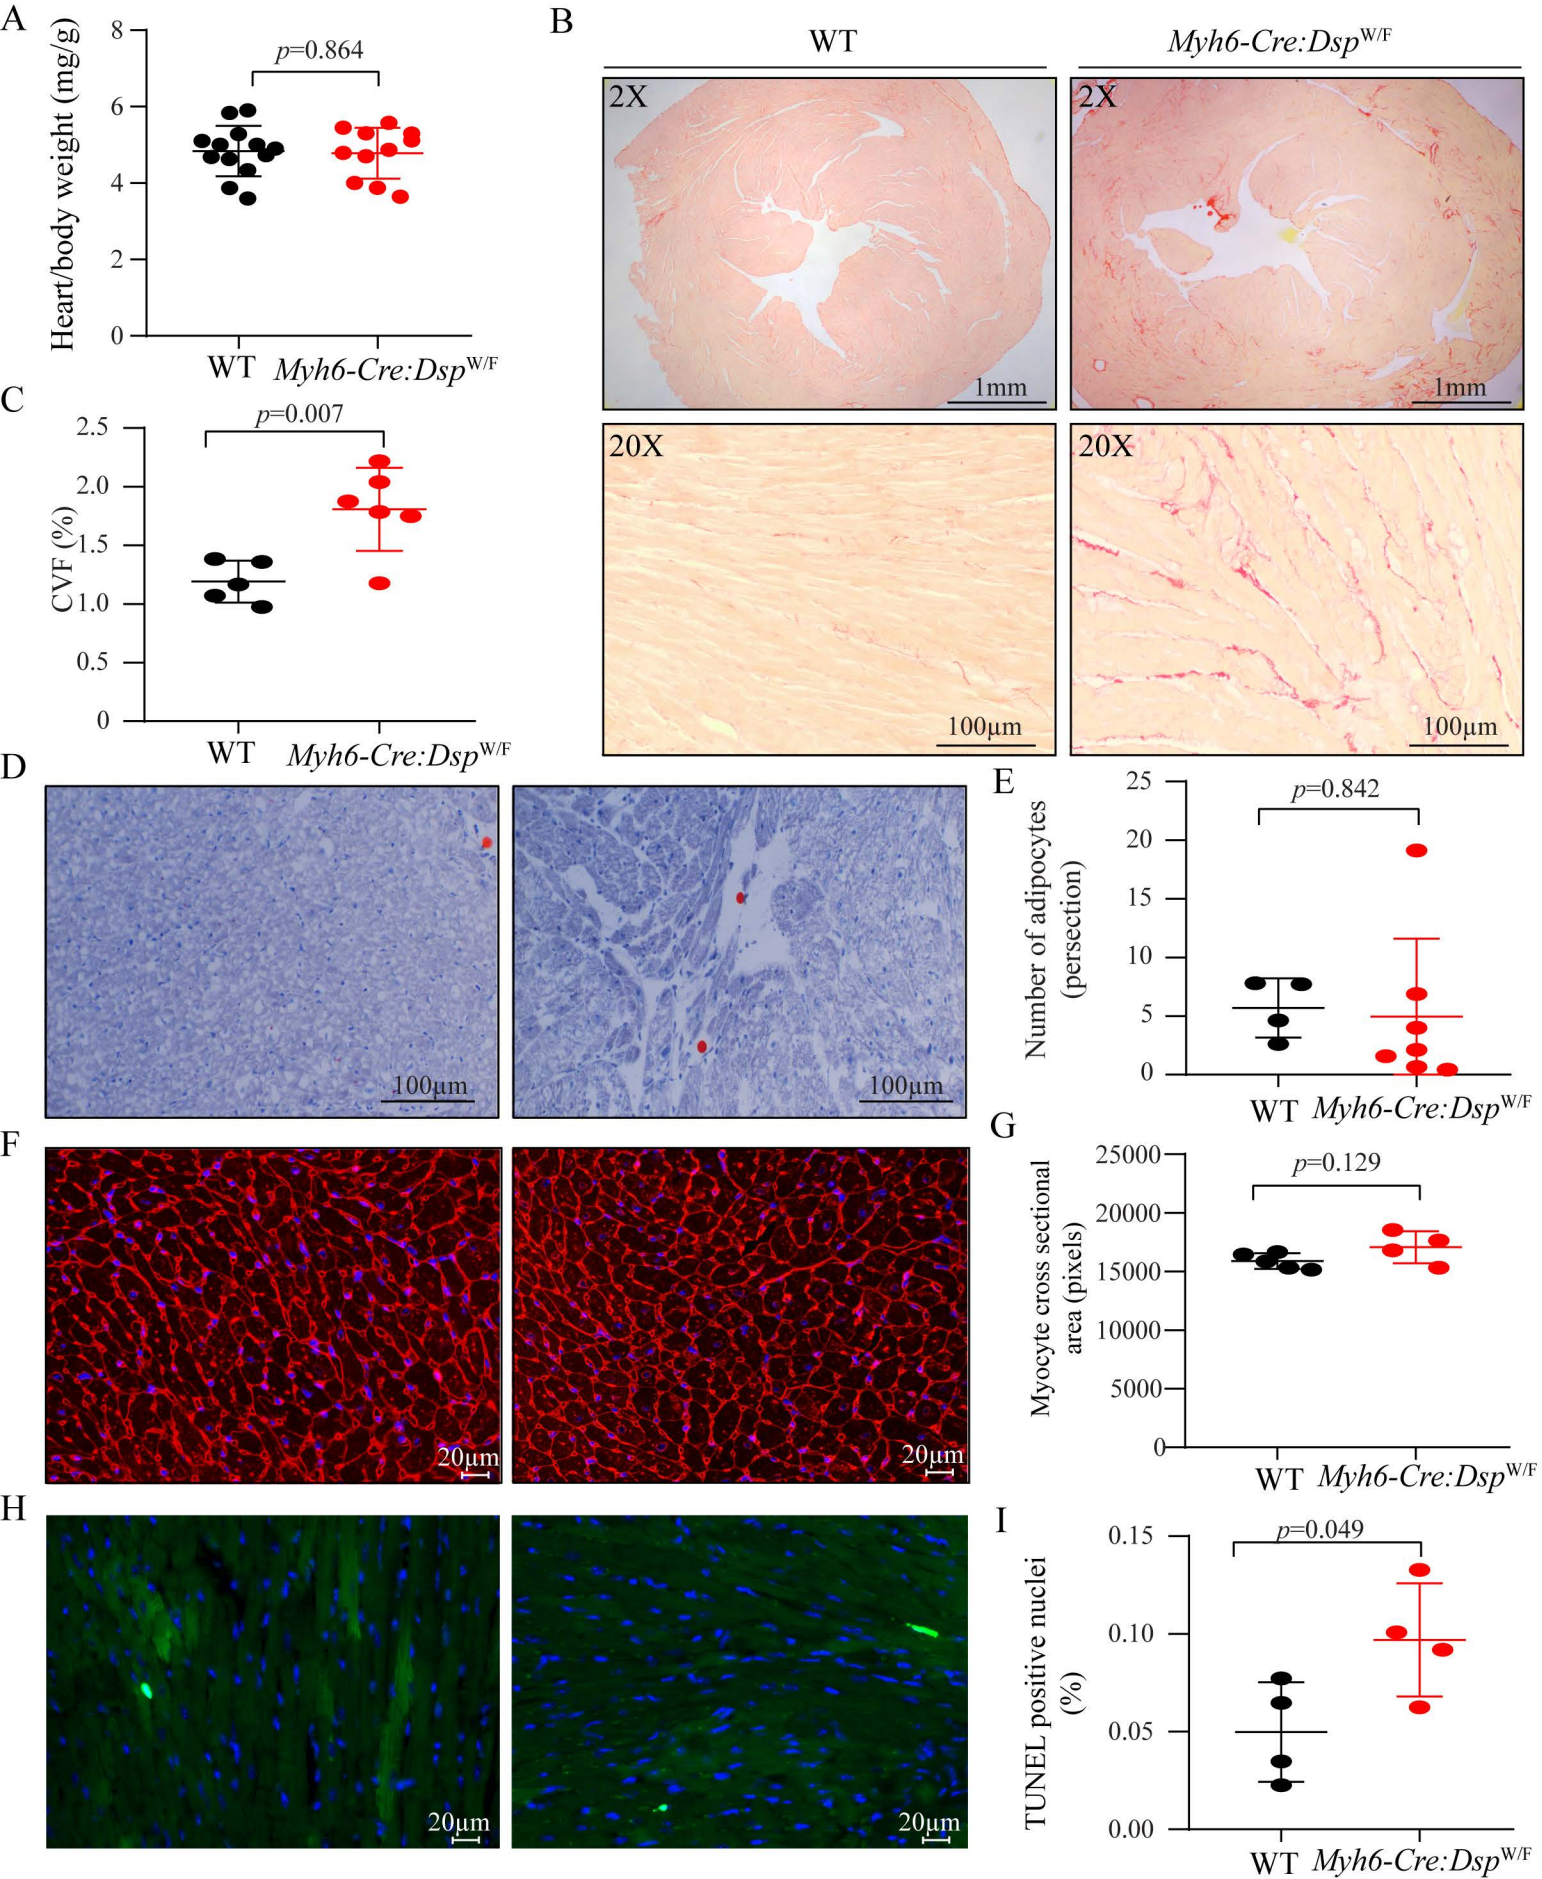 A
8
6
4
2
0
Heart/body weight (mg/g)
p=0.864
WT
Myh6-Cre:Dsp^W/F
B
WT
Myh6-Cre:Dsp^W/F
2X
1mm
2X
1mm
20X
100µm
20X
100µm
C
2.5
2.0
1.5
1.0
0.5
0
CVF (%)
p=0.007
WT
Myh6-Cre:Dsp^W/F
D
100µm
100µm
E
25
20
15
10
5
0
Number of adipocytes
(persection)
p=0.842
WT
Myh6-Cre:Dsp^W/F
F
20µm
20µm
G
25000
20000
15000
10000
5000
0
Myocyte cross sectional
area (pixels)
p=0.129
WT
Myh6-Cre:Dsp^W/F
H
20µm
20µm
I
0.15
0.10
0.05
0.00
TUNEL positive nuclei
(%)
p=0.049
WT
Myh6-Cre:Dsp^W/F